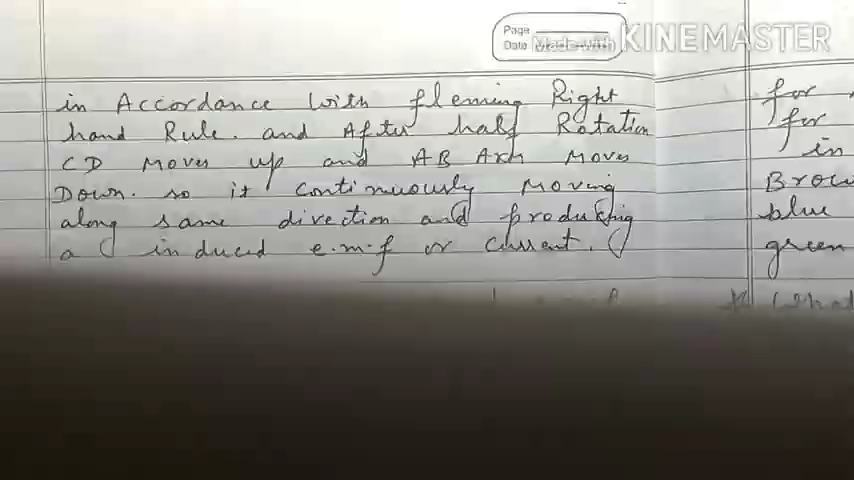 Page
Date
Made with KINEMASTER
in Accordance with fleming Right
hand Rule. and After half Rotation
CD Moves up and AB Arm Moves
Down. so it continuously moving
along same direction and producing
a induced e.m.f or current.
for
for
in
Brow
blue
green
What